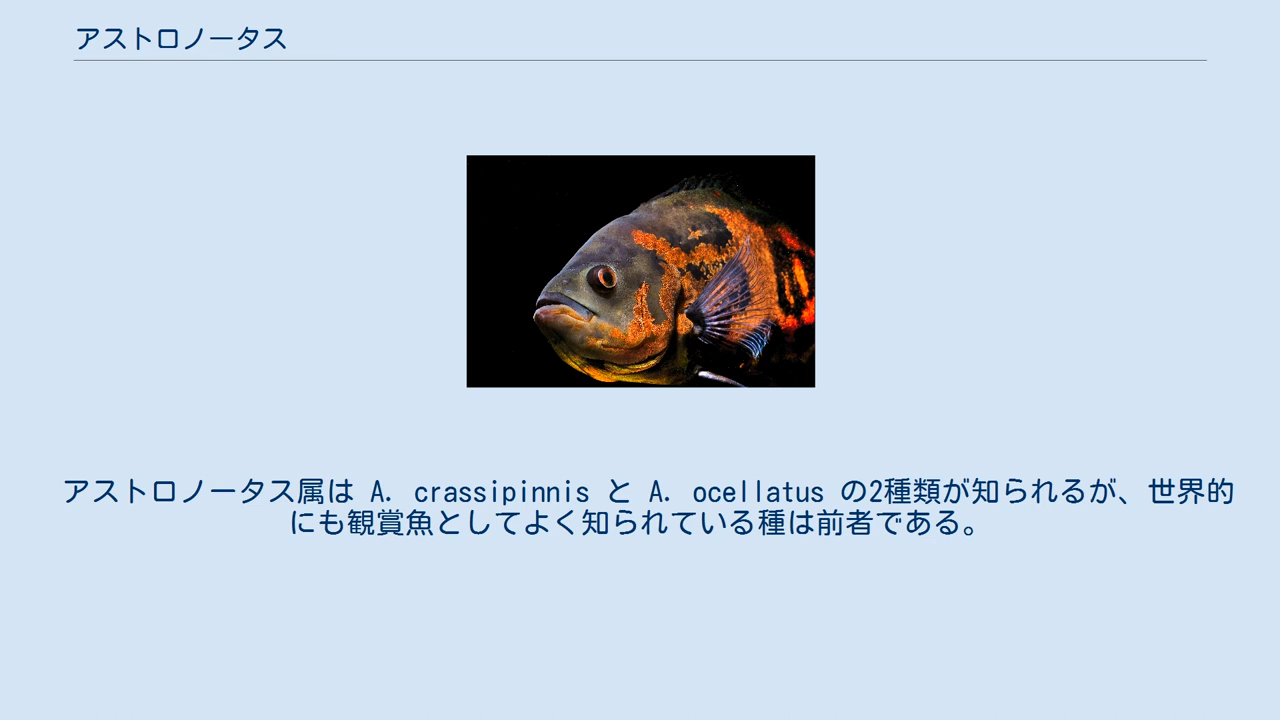 アストロノータス
アストロノータス属は A. crassipinnis と A. ocellatus の2種類が知られるが、世界的
にも観賞魚としてよく知られている種は前者である。